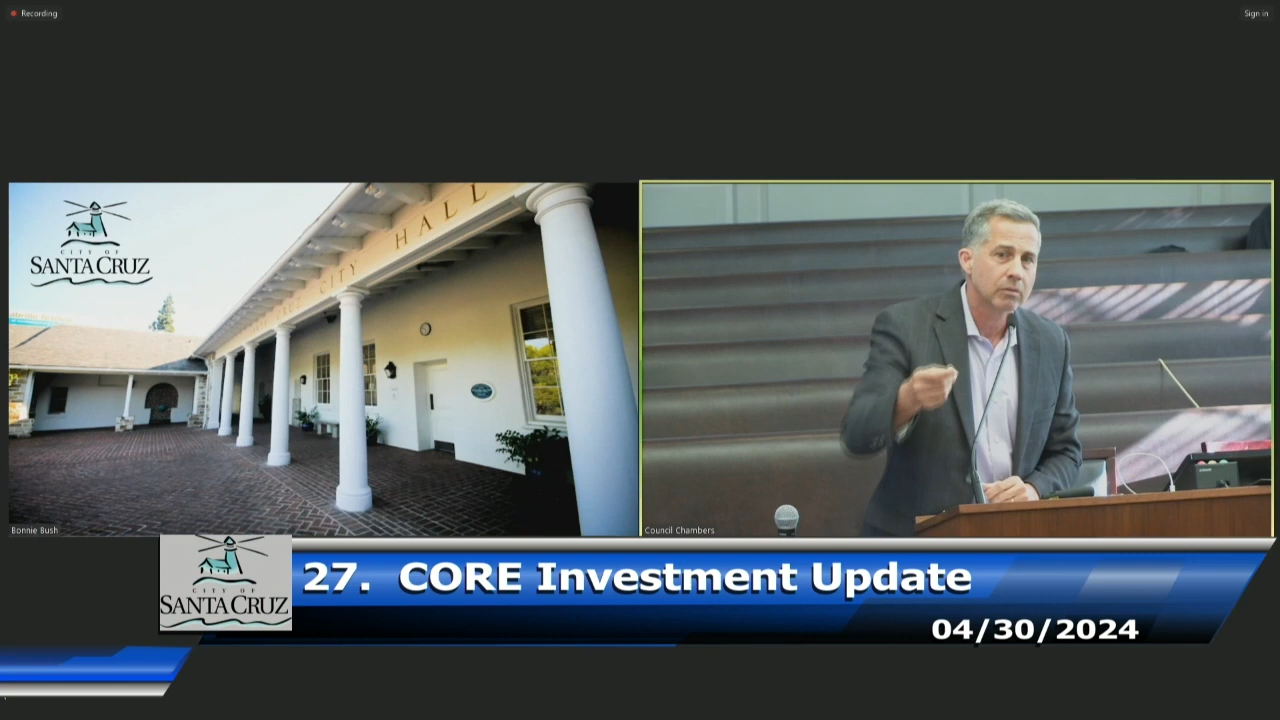 Recording
Sign in
CITY OF
SANTA CRUZ
CITY HALL
Bonnie Bush
Council Chambers
CITY OF
SANTA CRUZ
27. CORE Investment Update
04/30/2024